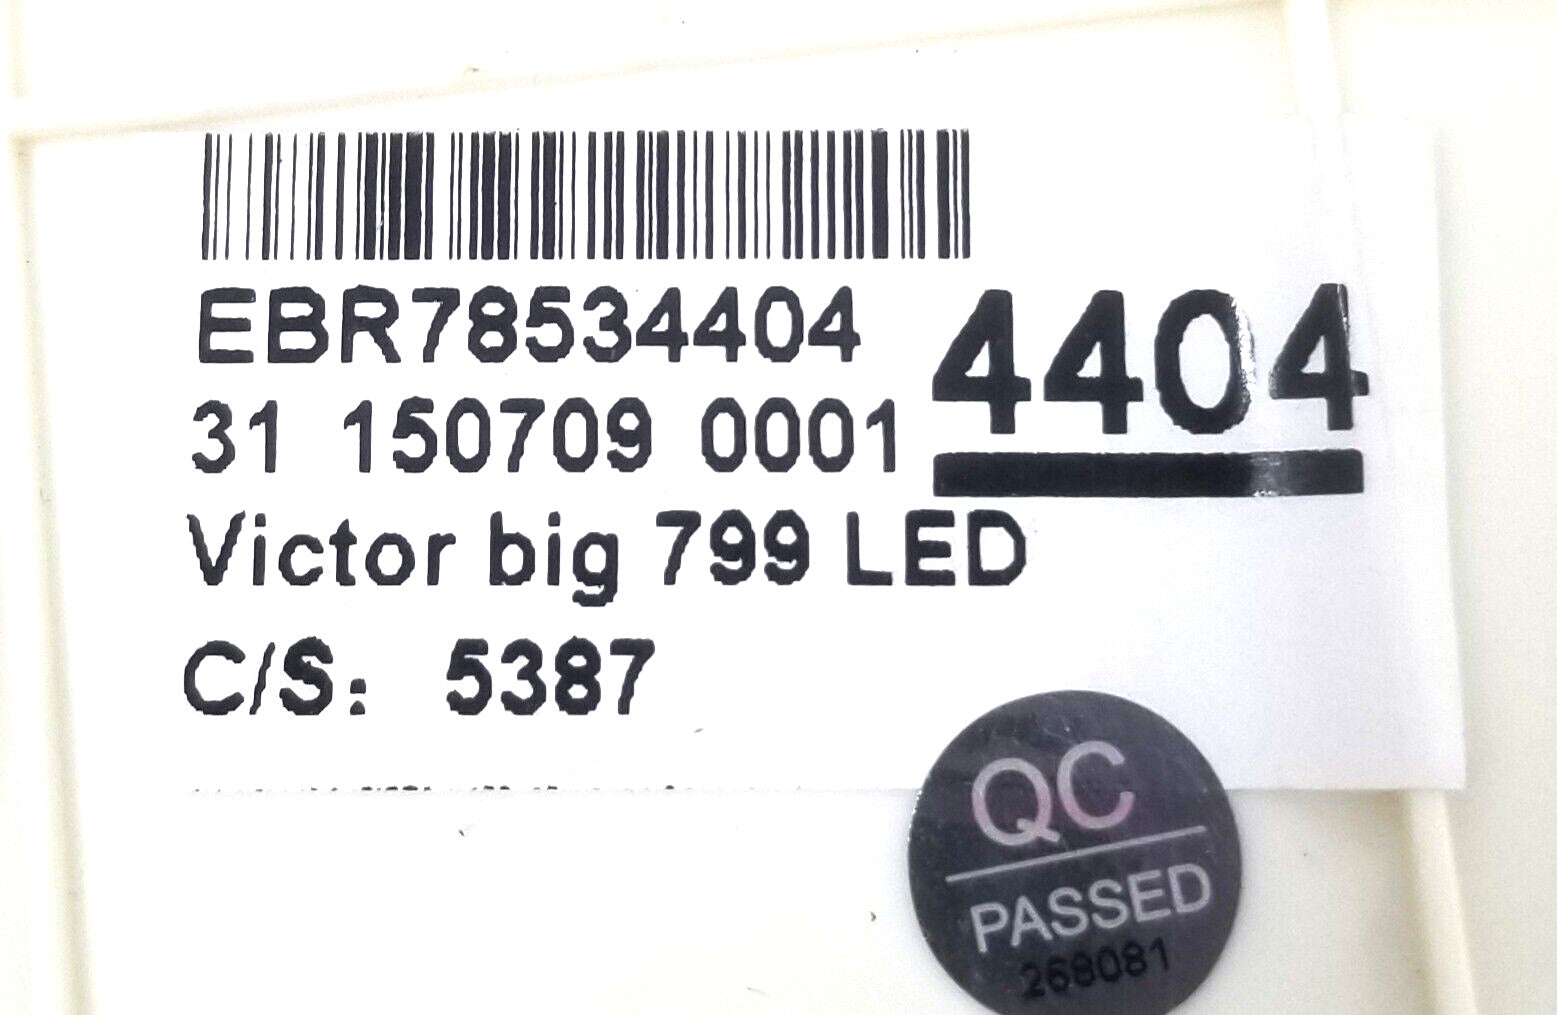 EBR78534404
4404
31 150709 0001
Victor big 799 LED
C/S: 5387
QC
PASSED
268081